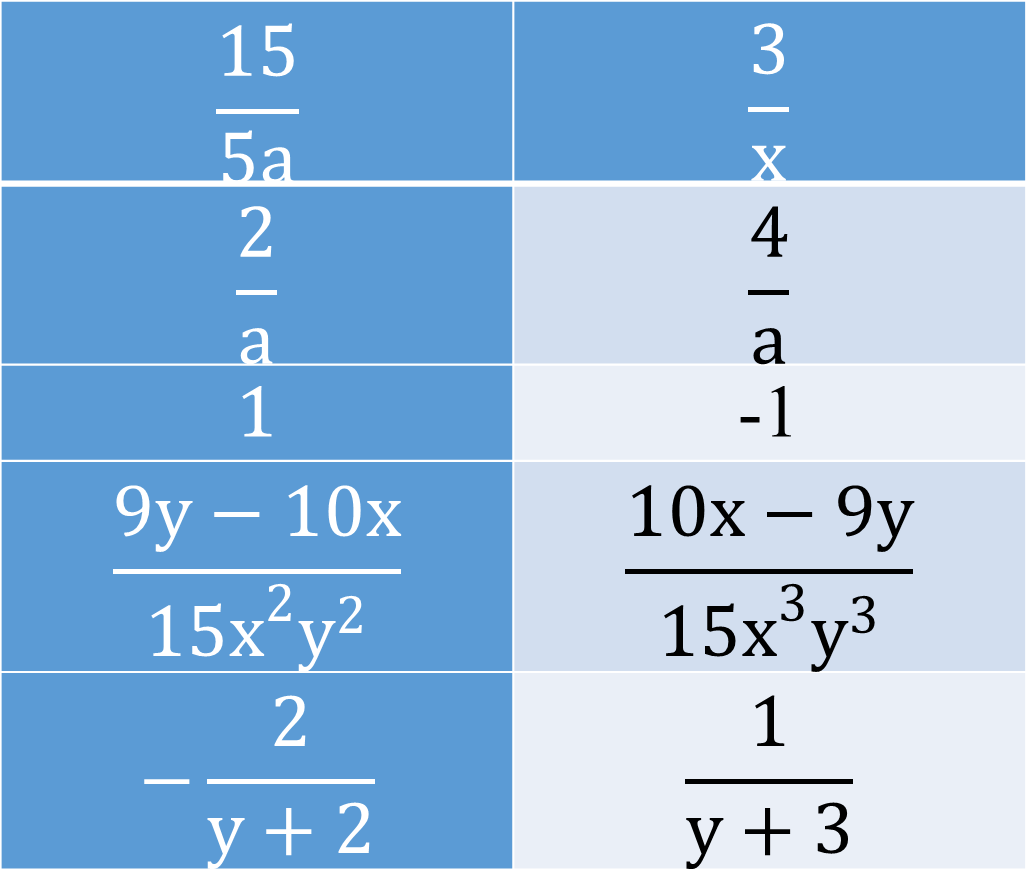 15/5a 3/x
2/a 4/a
1 -1
(9y − 10x)/(15x²y²) (10x − 9y)/(15x³y³)
−2/(y + 2) 1/(y + 3)